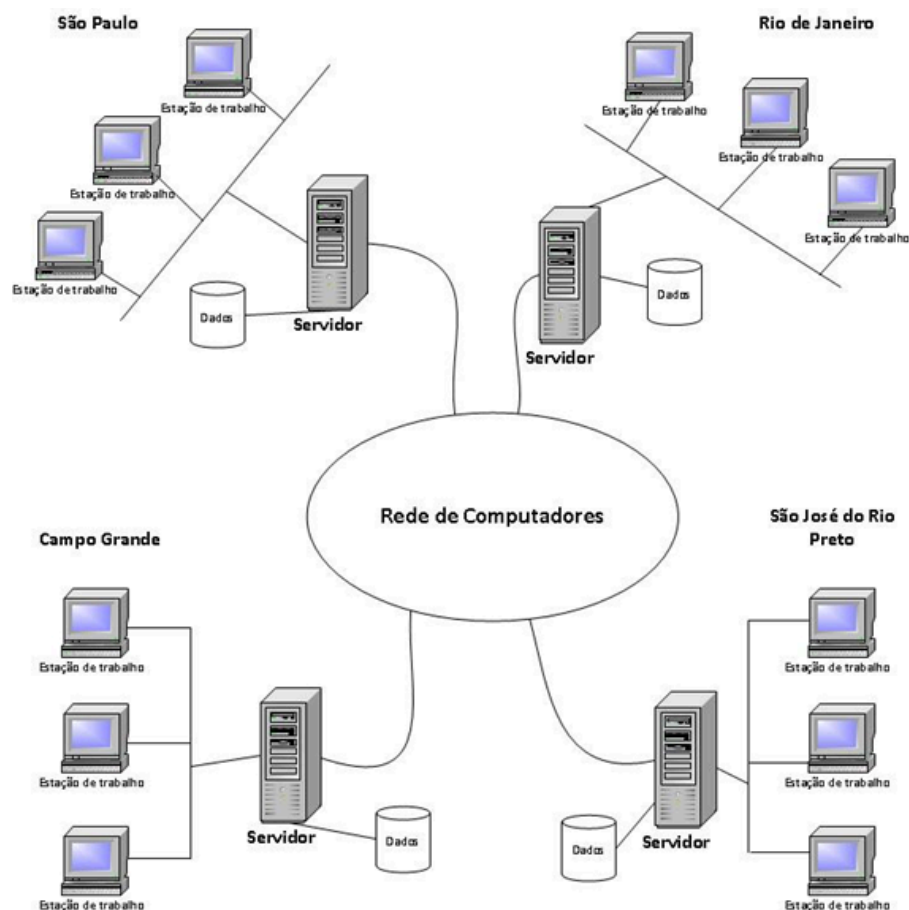 São Paulo
Estação de trabalho
Estação de trabalho
Estação de trabalho
Dados
Servidor
Rio de Janeiro
Estação de trabalho
Estação de trabalho
Estação de trabalho
Dados
Servidor
Rede de Computadores
Campo Grande
Estação de trabalho
Estação de trabalho
Estação de trabalho
Servidor
Dados
São José do Rio
Preto
Estação de trabalho
Estação de trabalho
Estação de trabalho
Servidor
Dados